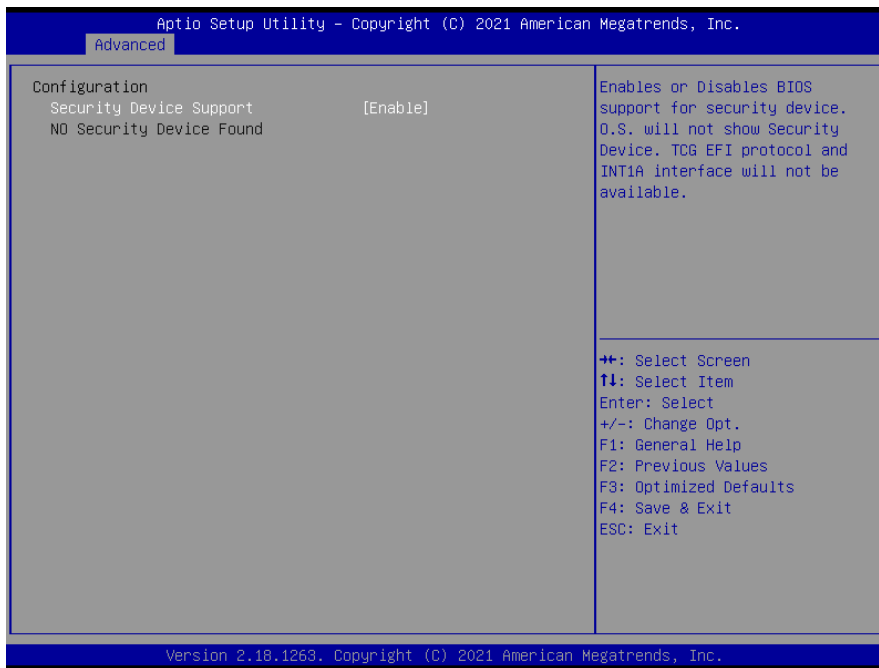 Aptio Setup Utility – Copyright (C) 2021 American Megatrends, Inc.
Advanced
Configuration
Security Device Support [Enable]
NO Security Device Found
Enables or Disables BIOS
support for security device.
O.S. will not show Security
Device. TCG EFI protocol and
INT1A interface will not be
available.
→←: Select Screen
↑↓: Select Item
Enter: Select
+/-: Change Opt.
F1: General Help
F2: Previous Values
F3: Optimized Defaults
F4: Save & Exit
ESC: Exit
Version 2.18.1263. Copyright (C) 2021 American Megatrends, Inc.